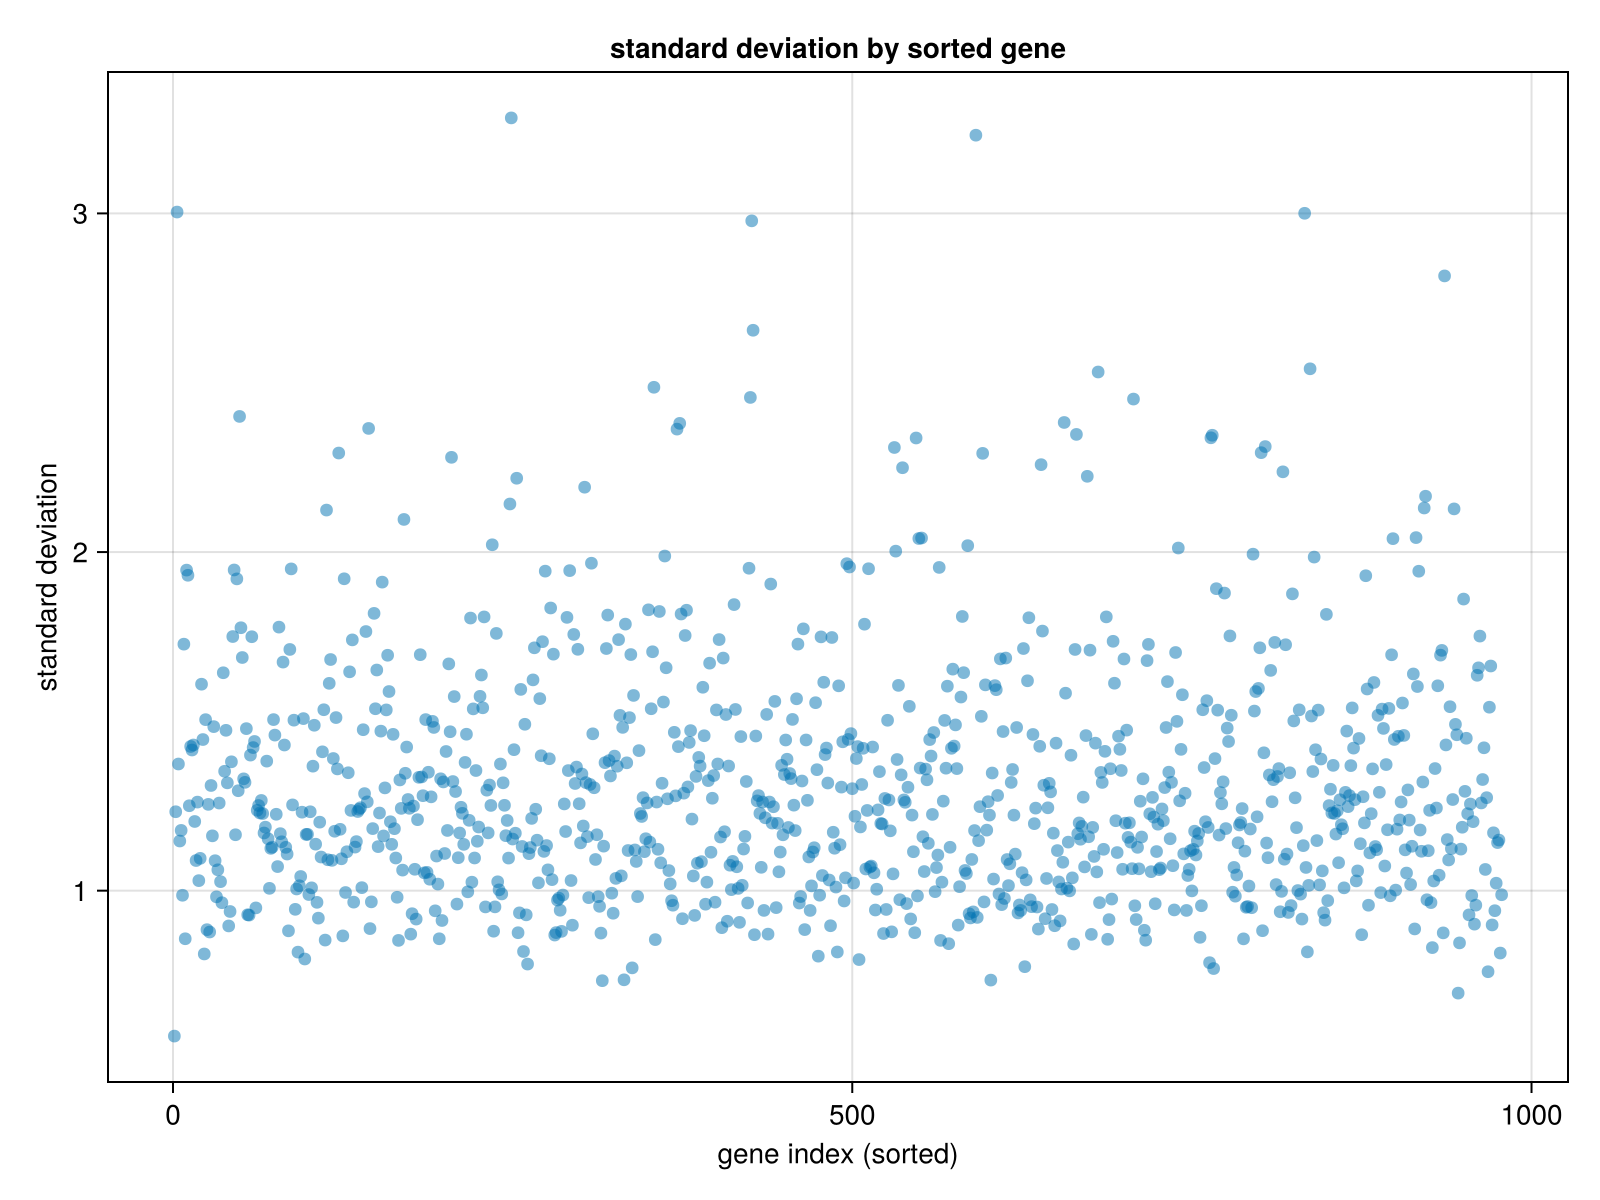 standard deviation by sorted gene
standard deviation
3
2
1
0
500
1000
gene index (sorted)